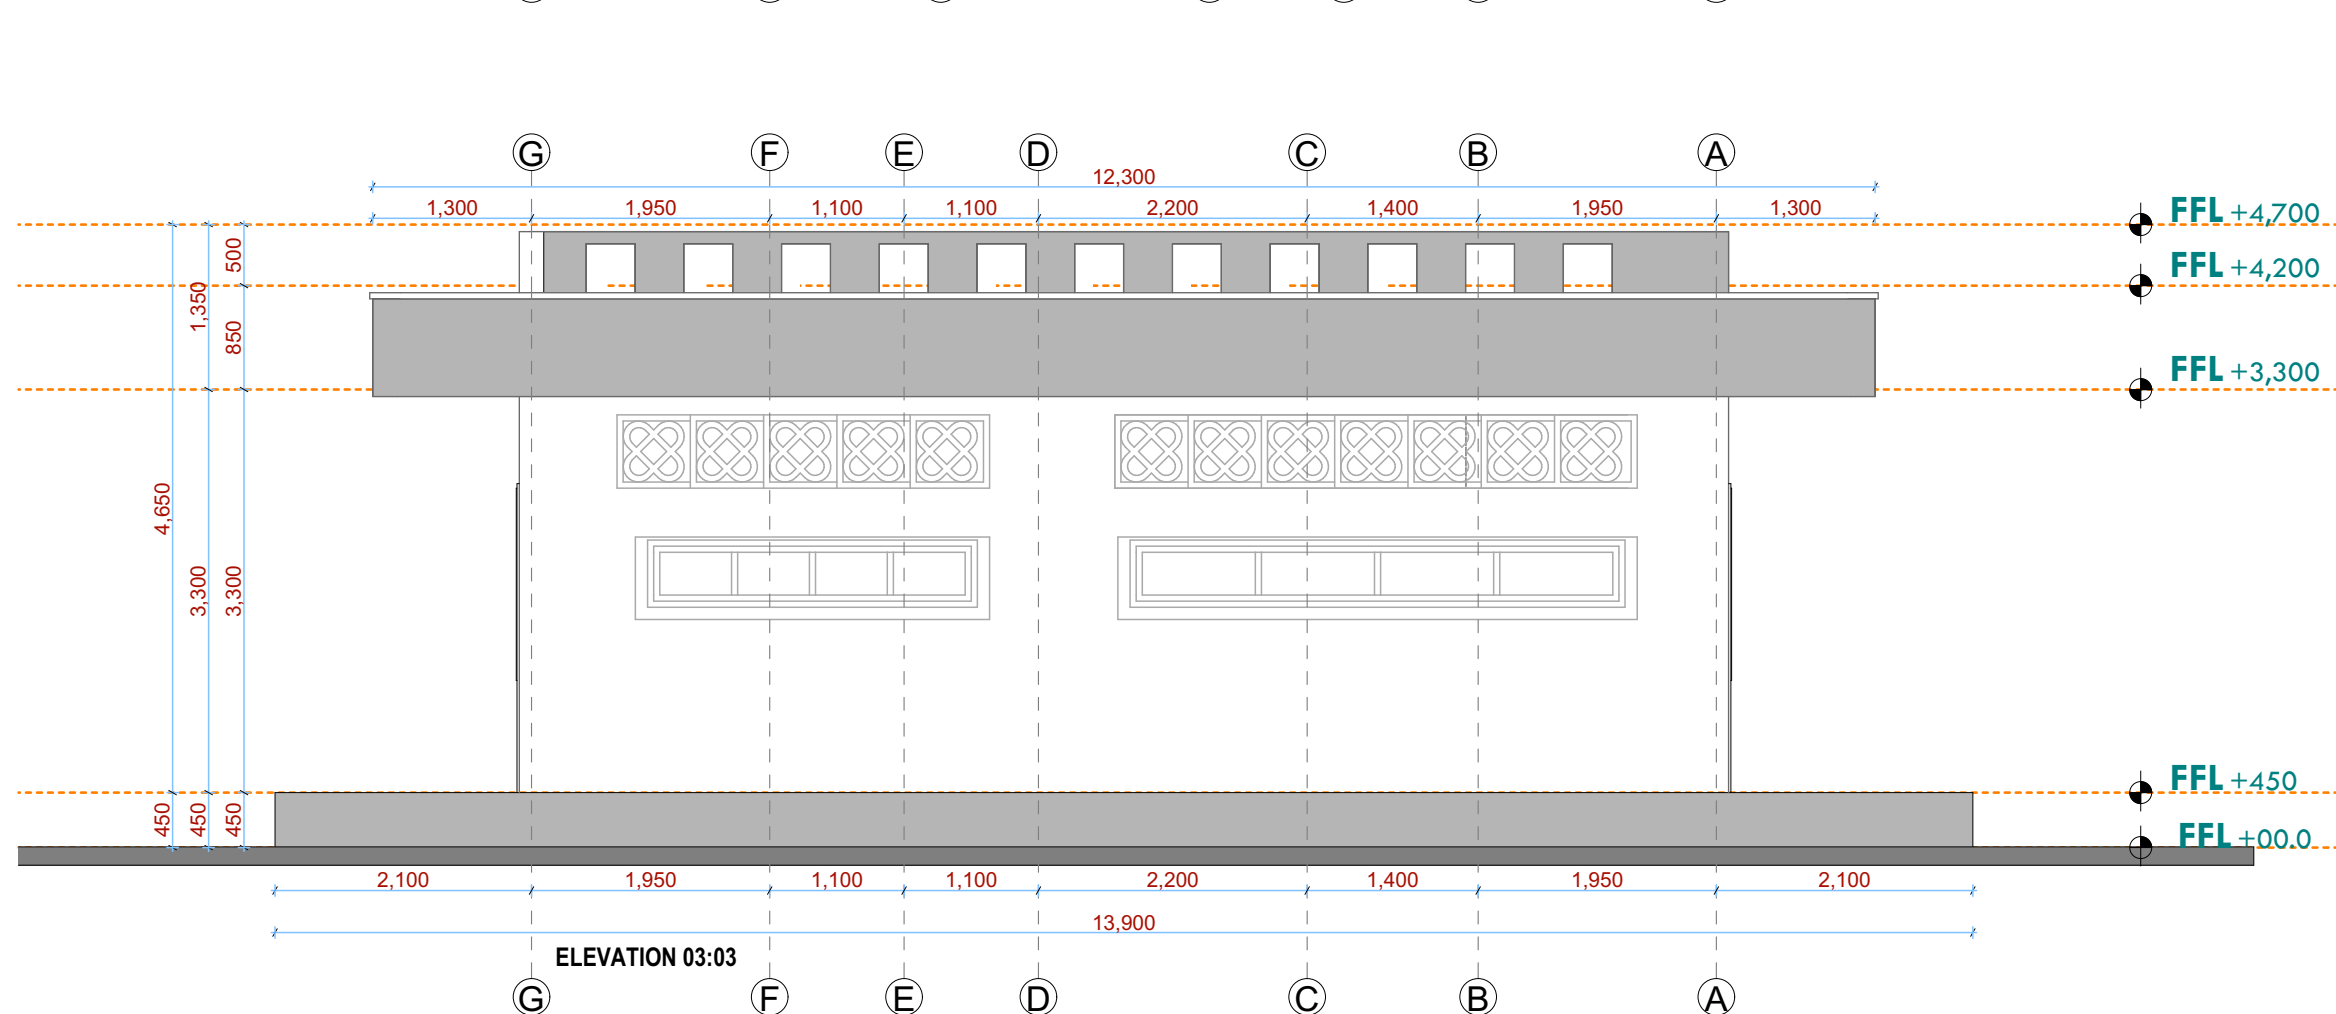 G F E D C B A
12,300
1,300 1,950 1,100 1,100 2,200 1,400 1,950 1,300
FFL +4,700
500
FFL +4,200
1,350
850
FFL +3,300
4,650
3,300 3,300
FFL +450
450 450 450
FFL +00.0
2,100 1,950 1,100 1,100 2,200 1,400 1,950 2,100
13,900
ELEVATION 03:03
G F E D C B A